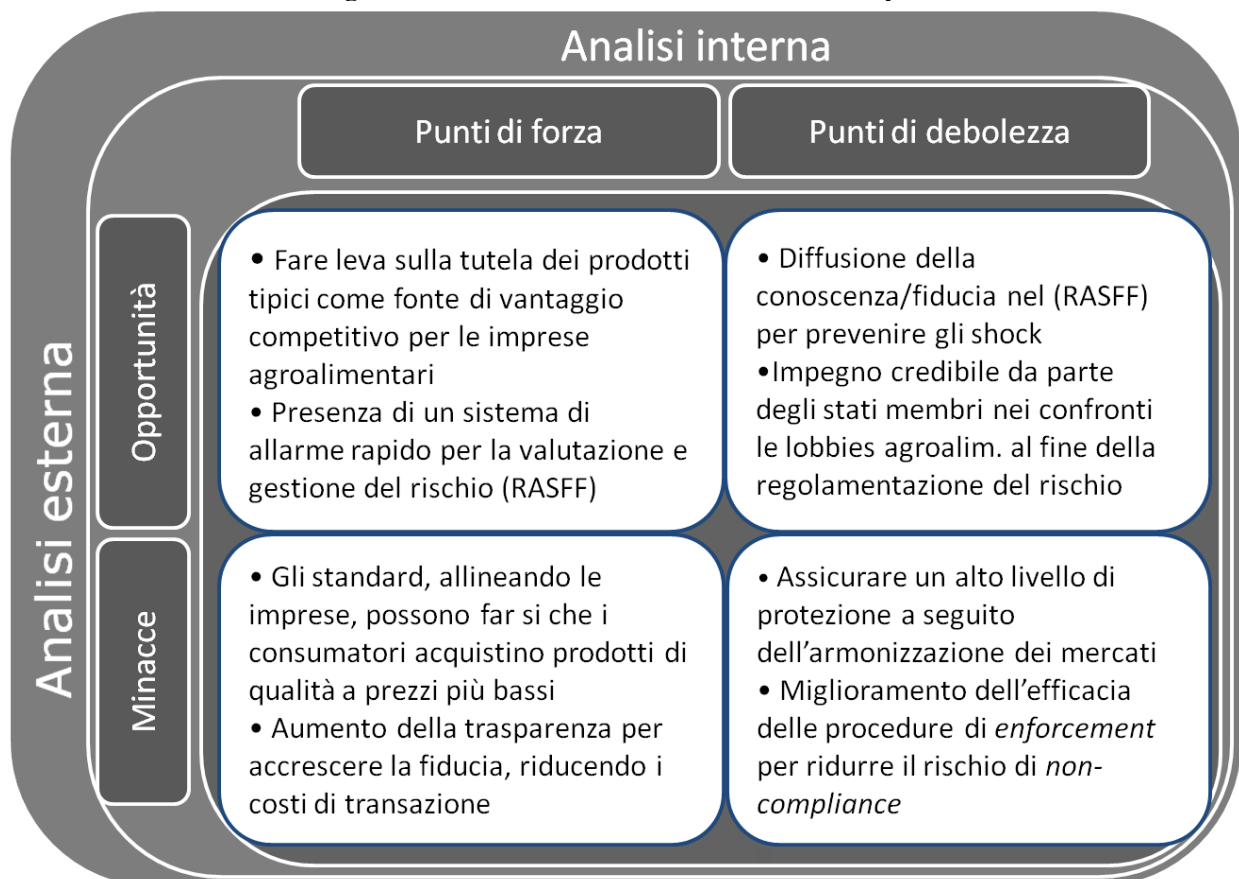 Analisi interna
Punti di forza
Punti di debolezza
Analisi esterna
Opportunità
• Fare leva sulla tutela dei prodotti
tipici come fonte di vantaggio
competitivo per le imprese
agroalimentari
• Presenza di un sistema di
allarme rapido per la valutazione e
gestione del rischio (RASFF)
• Diffusione della
conoscenza/fiducia nel (RASFF)
per prevenire gli shock
•Impegno credibile da parte
degli stati membri nei confronti
le lobbies agroalim. al fine della
regolamentazione del rischio
Minacce
• Gli standard, allineando le
imprese, possono far si che i
consumatori acquistino prodotti di
qualità a prezzi più bassi
• Aumento della trasparenza per
accrescere la fiducia, riducendo i
costi di transazione
• Assicurare un alto livello di
protezione a seguito
dell’armonizzazione dei mercati
• Miglioramento dell’efficacia
delle procedure di enforcement
per ridurre il rischio di non-
compliance